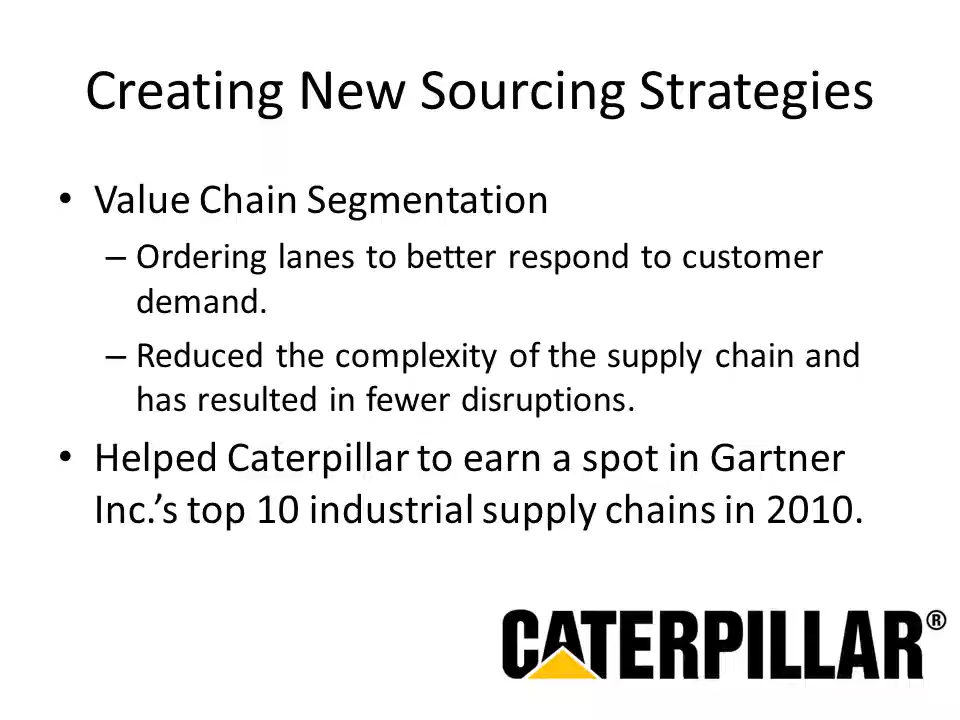 Creating New Sourcing Strategies
• Value Chain Segmentation
– Ordering lanes to better respond to customer
demand.
– Reduced the complexity of the supply chain and
has resulted in fewer disruptions.
• Helped Caterpillar to earn a spot in Gartner
Inc.’s top 10 industrial supply chains in 2010.
CATERPILLAR®